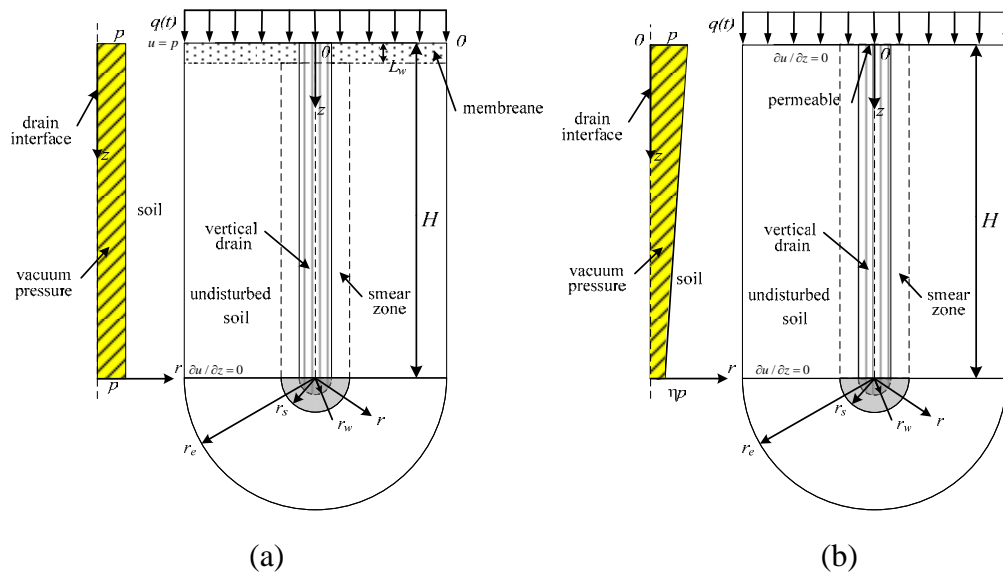 q(t)
p
u = p
0
0
L_w
z
membreane
drain
interface
z
soil
H
vertical
drain
vacuum
pressure
undisturbed
soil
smear
zone
∂u / ∂z = 0
p
r
r_s
r_w
r
r_e
(a)
q(t)
0
p
0
∂u / ∂z = 0
0
permeable
z
drain
interface
z
H
vertical
drain
vacuum
pressure
soil
undisturbed
soil
smear
zone
∂u / ∂z = 0
ηp
r
r_s
r_w
r
r_e
(b)